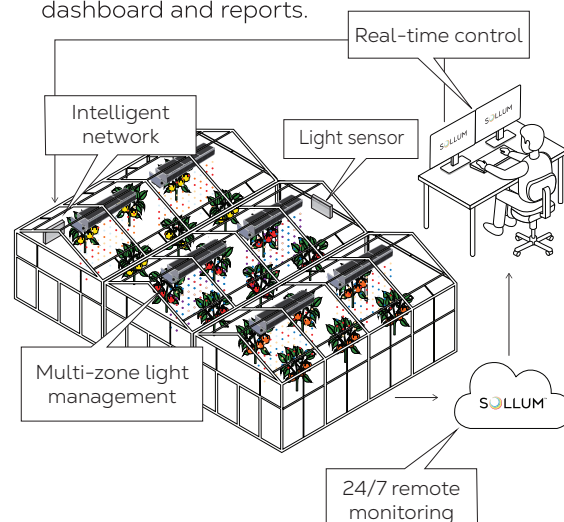 dashboard and reports.
Real-time control
Intelligent
network
Light sensor
SOLLUM
SOLLUM
Multi-zone light
management
SOLLUM™
24/7 remote
monitoring